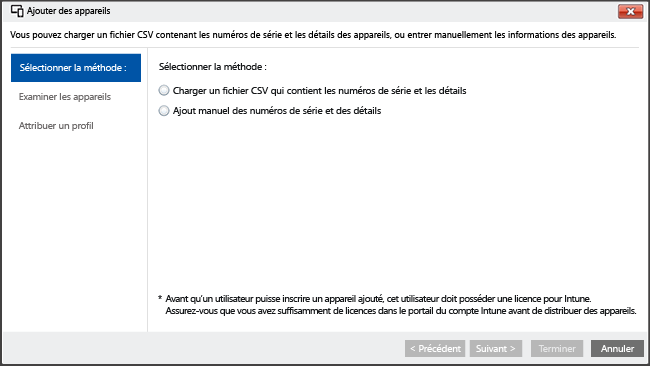 Ajouter des appareils
Vous pouvez charger un fichier CSV contenant les numéros de série et les détails des appareils, ou entrer manuellement les informations des appareils.
Sélectionner la méthode :
Examiner les appareils
Attribuer un profil
Sélectionner la méthode :
Charger un fichier CSV qui contient les numéros de série et les détails
Ajout manuel des numéros de série et des détails
* Avant qu'un utilisateur puisse inscrire un appareil ajouté, cet utilisateur doit posséder une licence pour Intune.
Assurez-vous que vous avez suffisamment de licences dans le portail du compte Intune avant de distribuer des appareils.
< Précédent
Suivant >
Terminer
Annuler